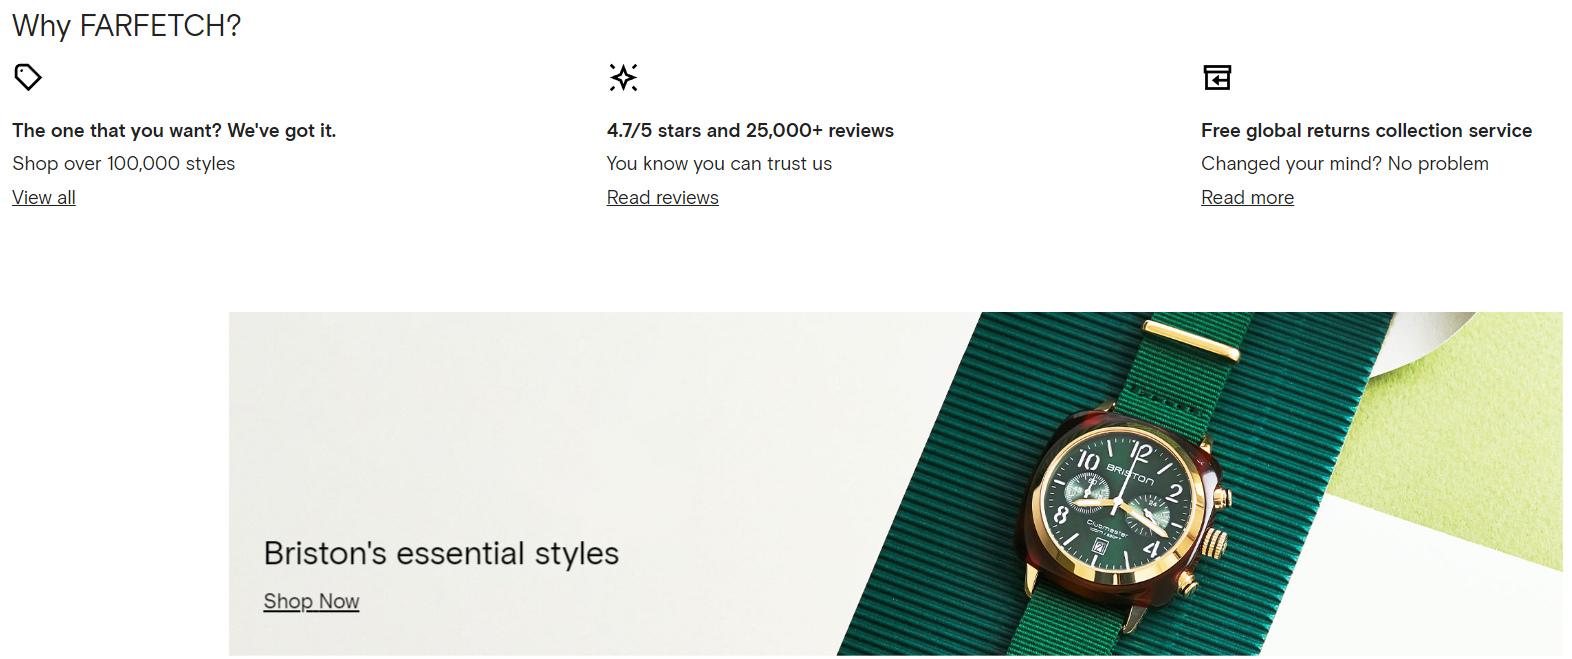 Why FARFETCH?
The one that you want? We've got it.
Shop over 100,000 styles
View all
4.7/5 stars and 25,000+ reviews
You know you can trust us
Read reviews
Free global returns collection service
Changed your mind? No problem
Read more
Briston's essential styles
Shop Now
12
10
2
BRISTON
60
24
8
4
Clubmaster
2